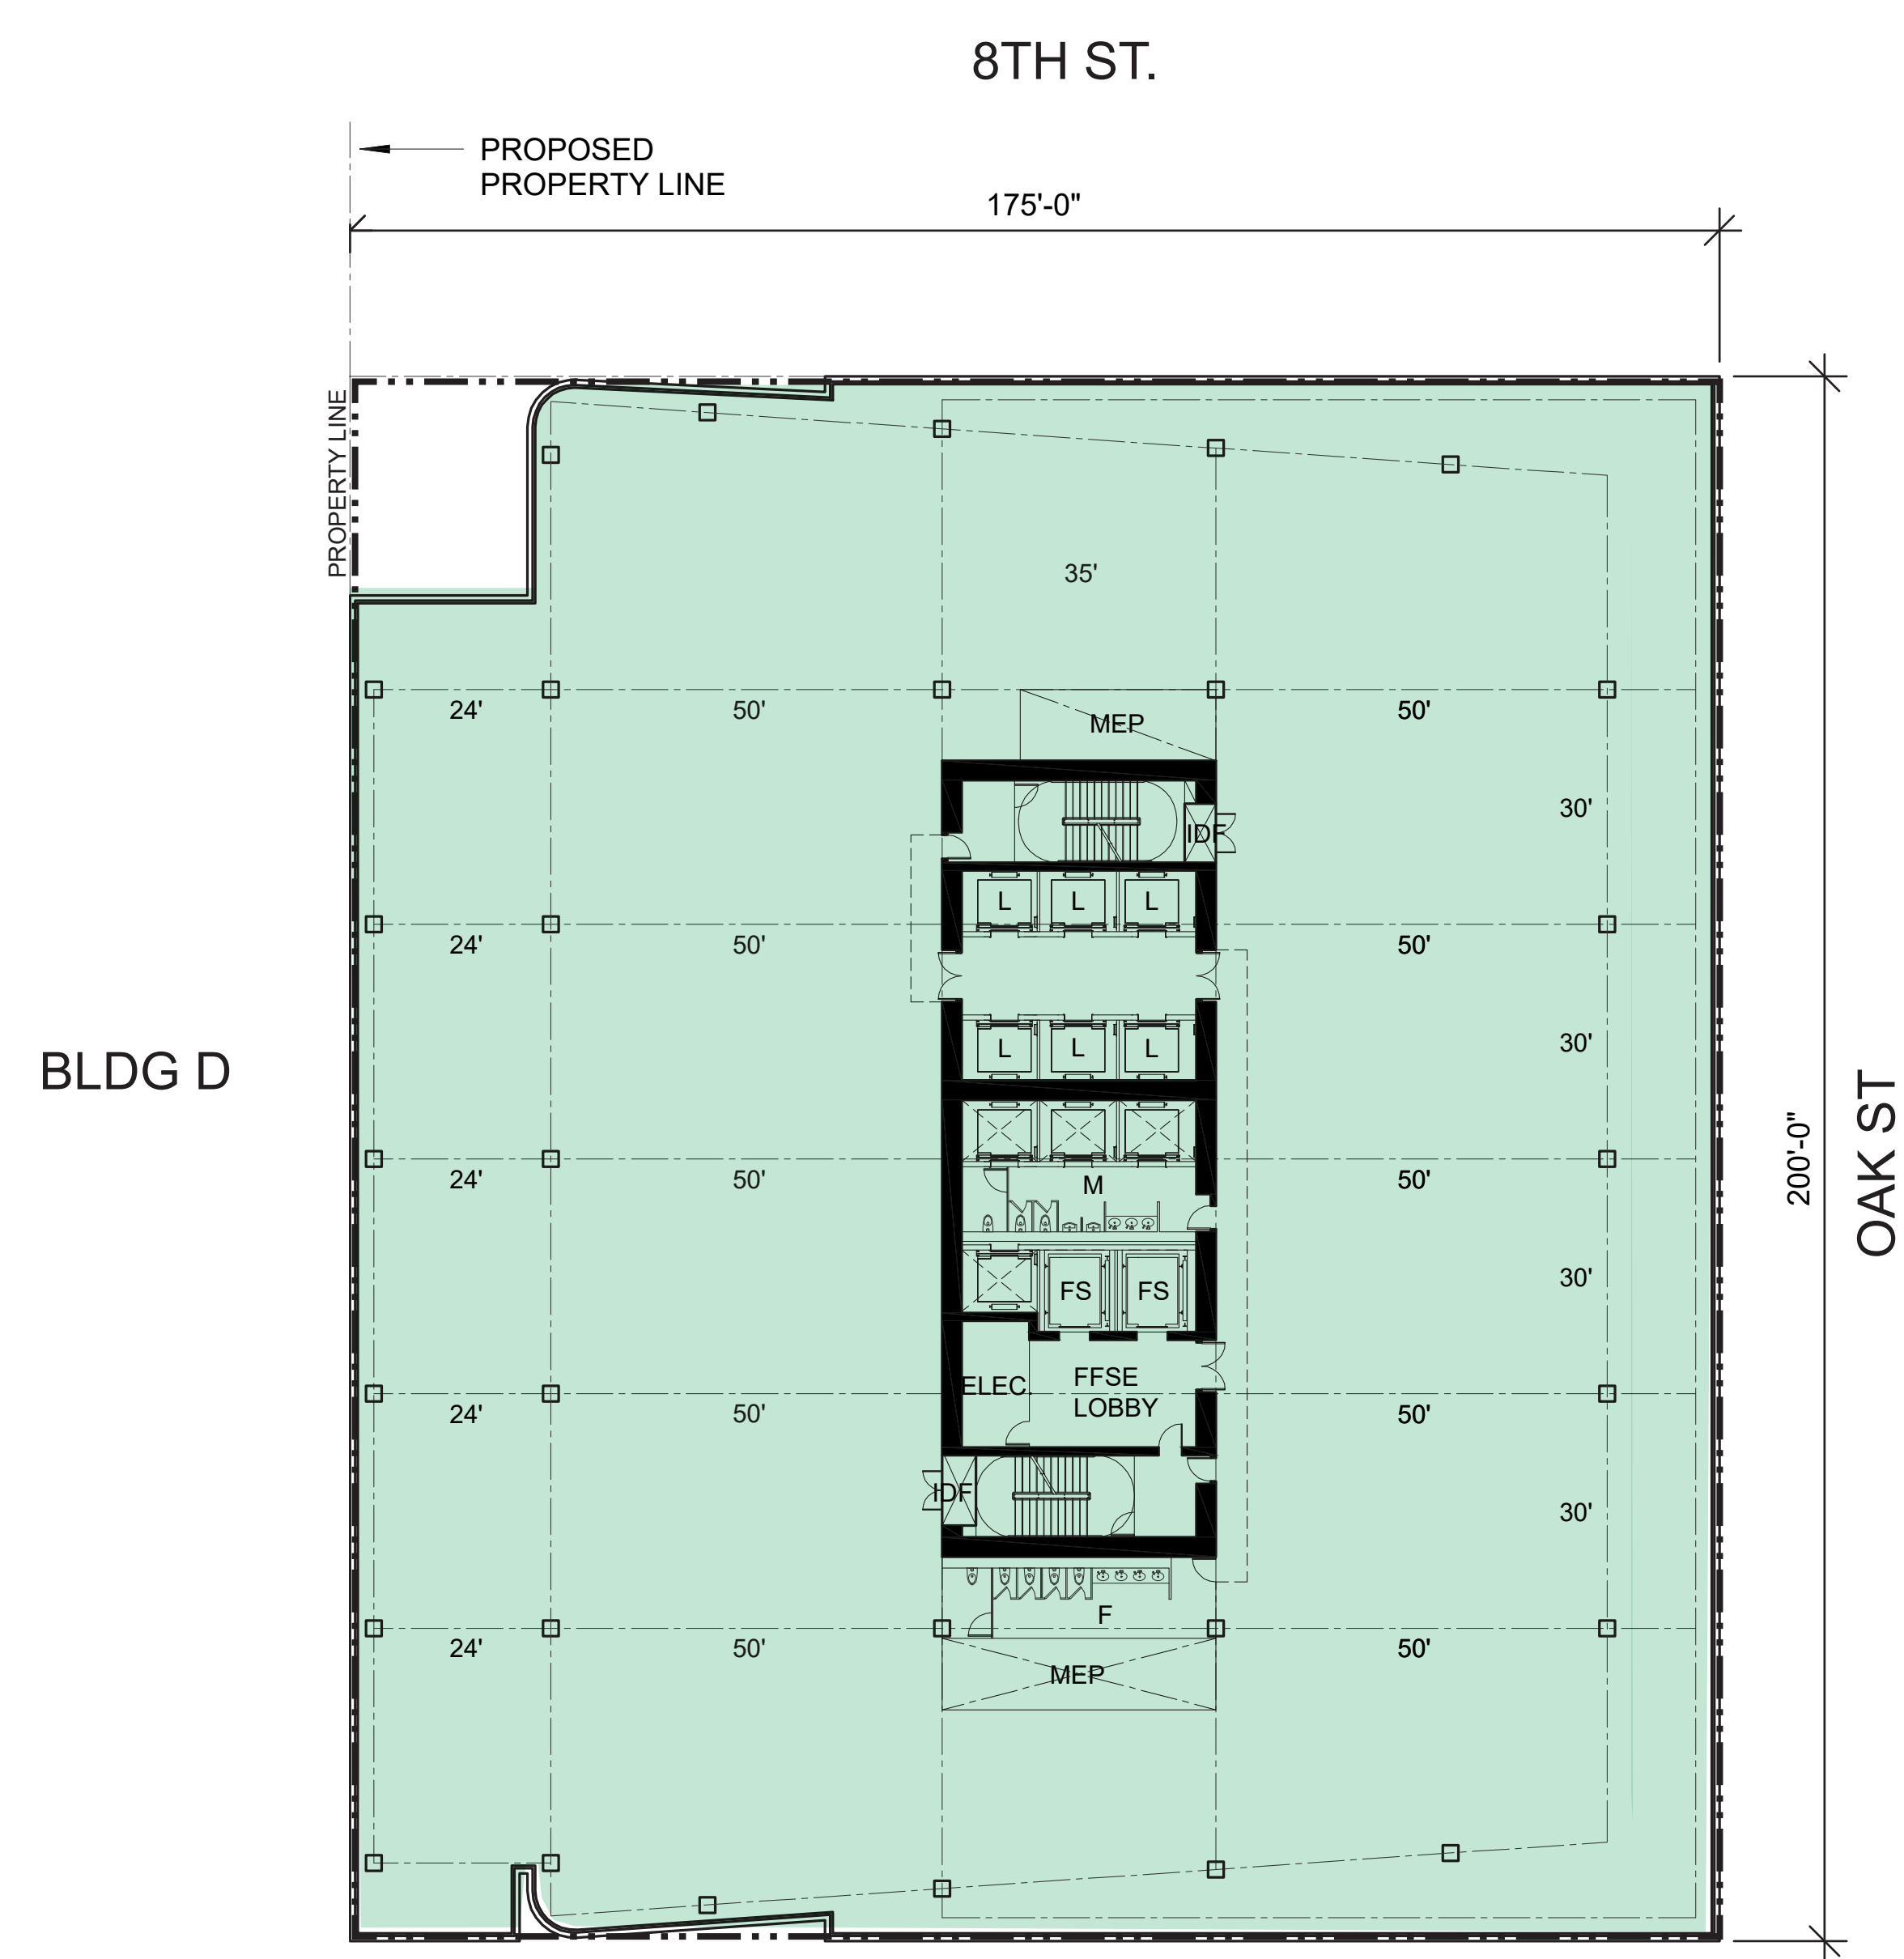 8TH ST.
PROPOSED
PROPERTY LINE
175'-0"
PROPERTY LINE
35'
24'
50'
MEP
50'
30'
IDF
L
L
L
24'
50'
50'
30'
L
L
L
BLDG D
OAK ST
200'-0"
24'
50'
M
50'
30'
FS
FS
ELEC.
FFSE
LOBBY
24'
50'
50'
IDF
30'
F
24'
50'
MEP
50'